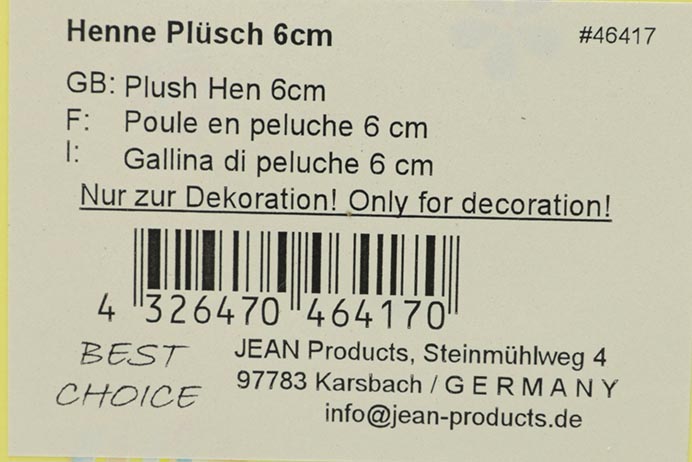 Henne Plüsch 6cm #46417
GB: Plush Hen 6cm
F: Poule en peluche 6 cm
I: Gallina di peluche 6 cm
Nur zur Dekoration! Only for decoration!
4 326470 464170
BEST
CHOICE
JEAN Products, Steinmühlweg 4
97783 Karsbach / GERMANY
info@jean-products.de